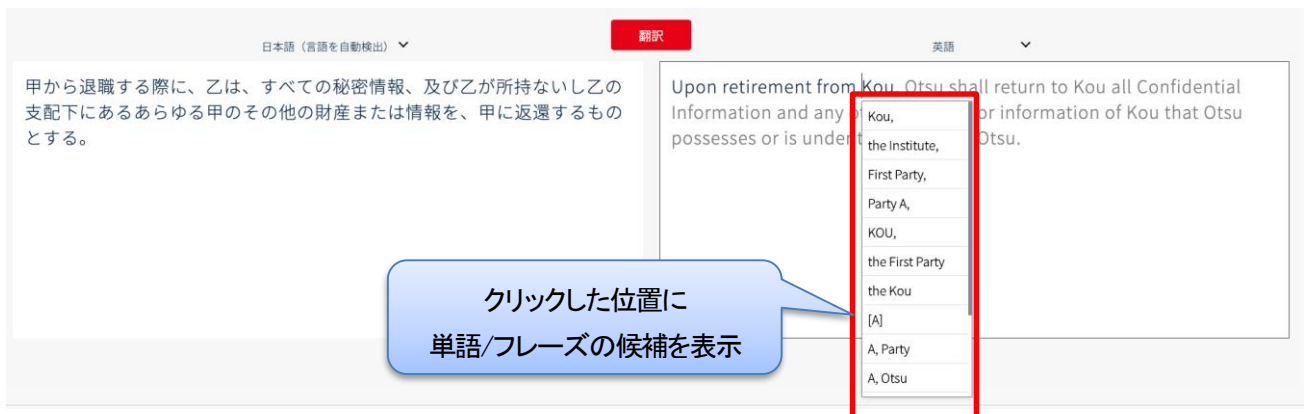 日本語（言語を自動検出）
翻訳
英語
甲から退職する際に、乙は、すべての秘密情報、及び乙が所持ないし乙の
支配下にあるあらゆる甲のその他の財産または情報を、甲に返還するもの
とする。
Upon retirement from Kou, Otsu shall return to Kou all Confidential
Information and any or information of Kou that Otsu
possesses or is under Otsu.
Kou,
the Institute,
First Party,
Party A,
KOU,
the First Party
the Kou
[A]
A, Party
A, Otsu
クリックした位置に
単語/フレーズの候補を表示